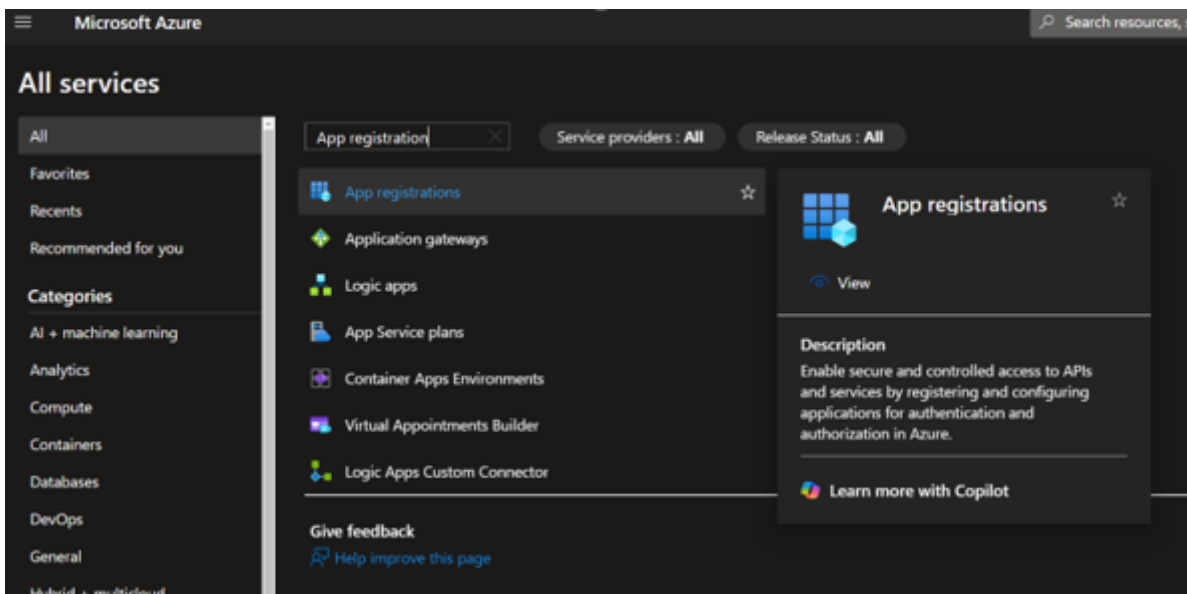 Microsoft Azure
Search resources,
All services
All
Favorites
Recents
Recommended for you
Categories
AI + machine learning
Analytics
Compute
Containers
Databases
DevOps
General
Hybrid + multicloud
App registration
Service providers : All
Release Status : All
App registrations
Application gateways
Logic apps
App Service plans
Container Apps Environments
Virtual Appointments Builder
Logic Apps Custom Connector
Give feedback
Help improve this page
App registrations
View
Description
Enable secure and controlled access to APIs
and services by registering and configuring
applications for authentication and
authorization in Azure.
Learn more with Copilot